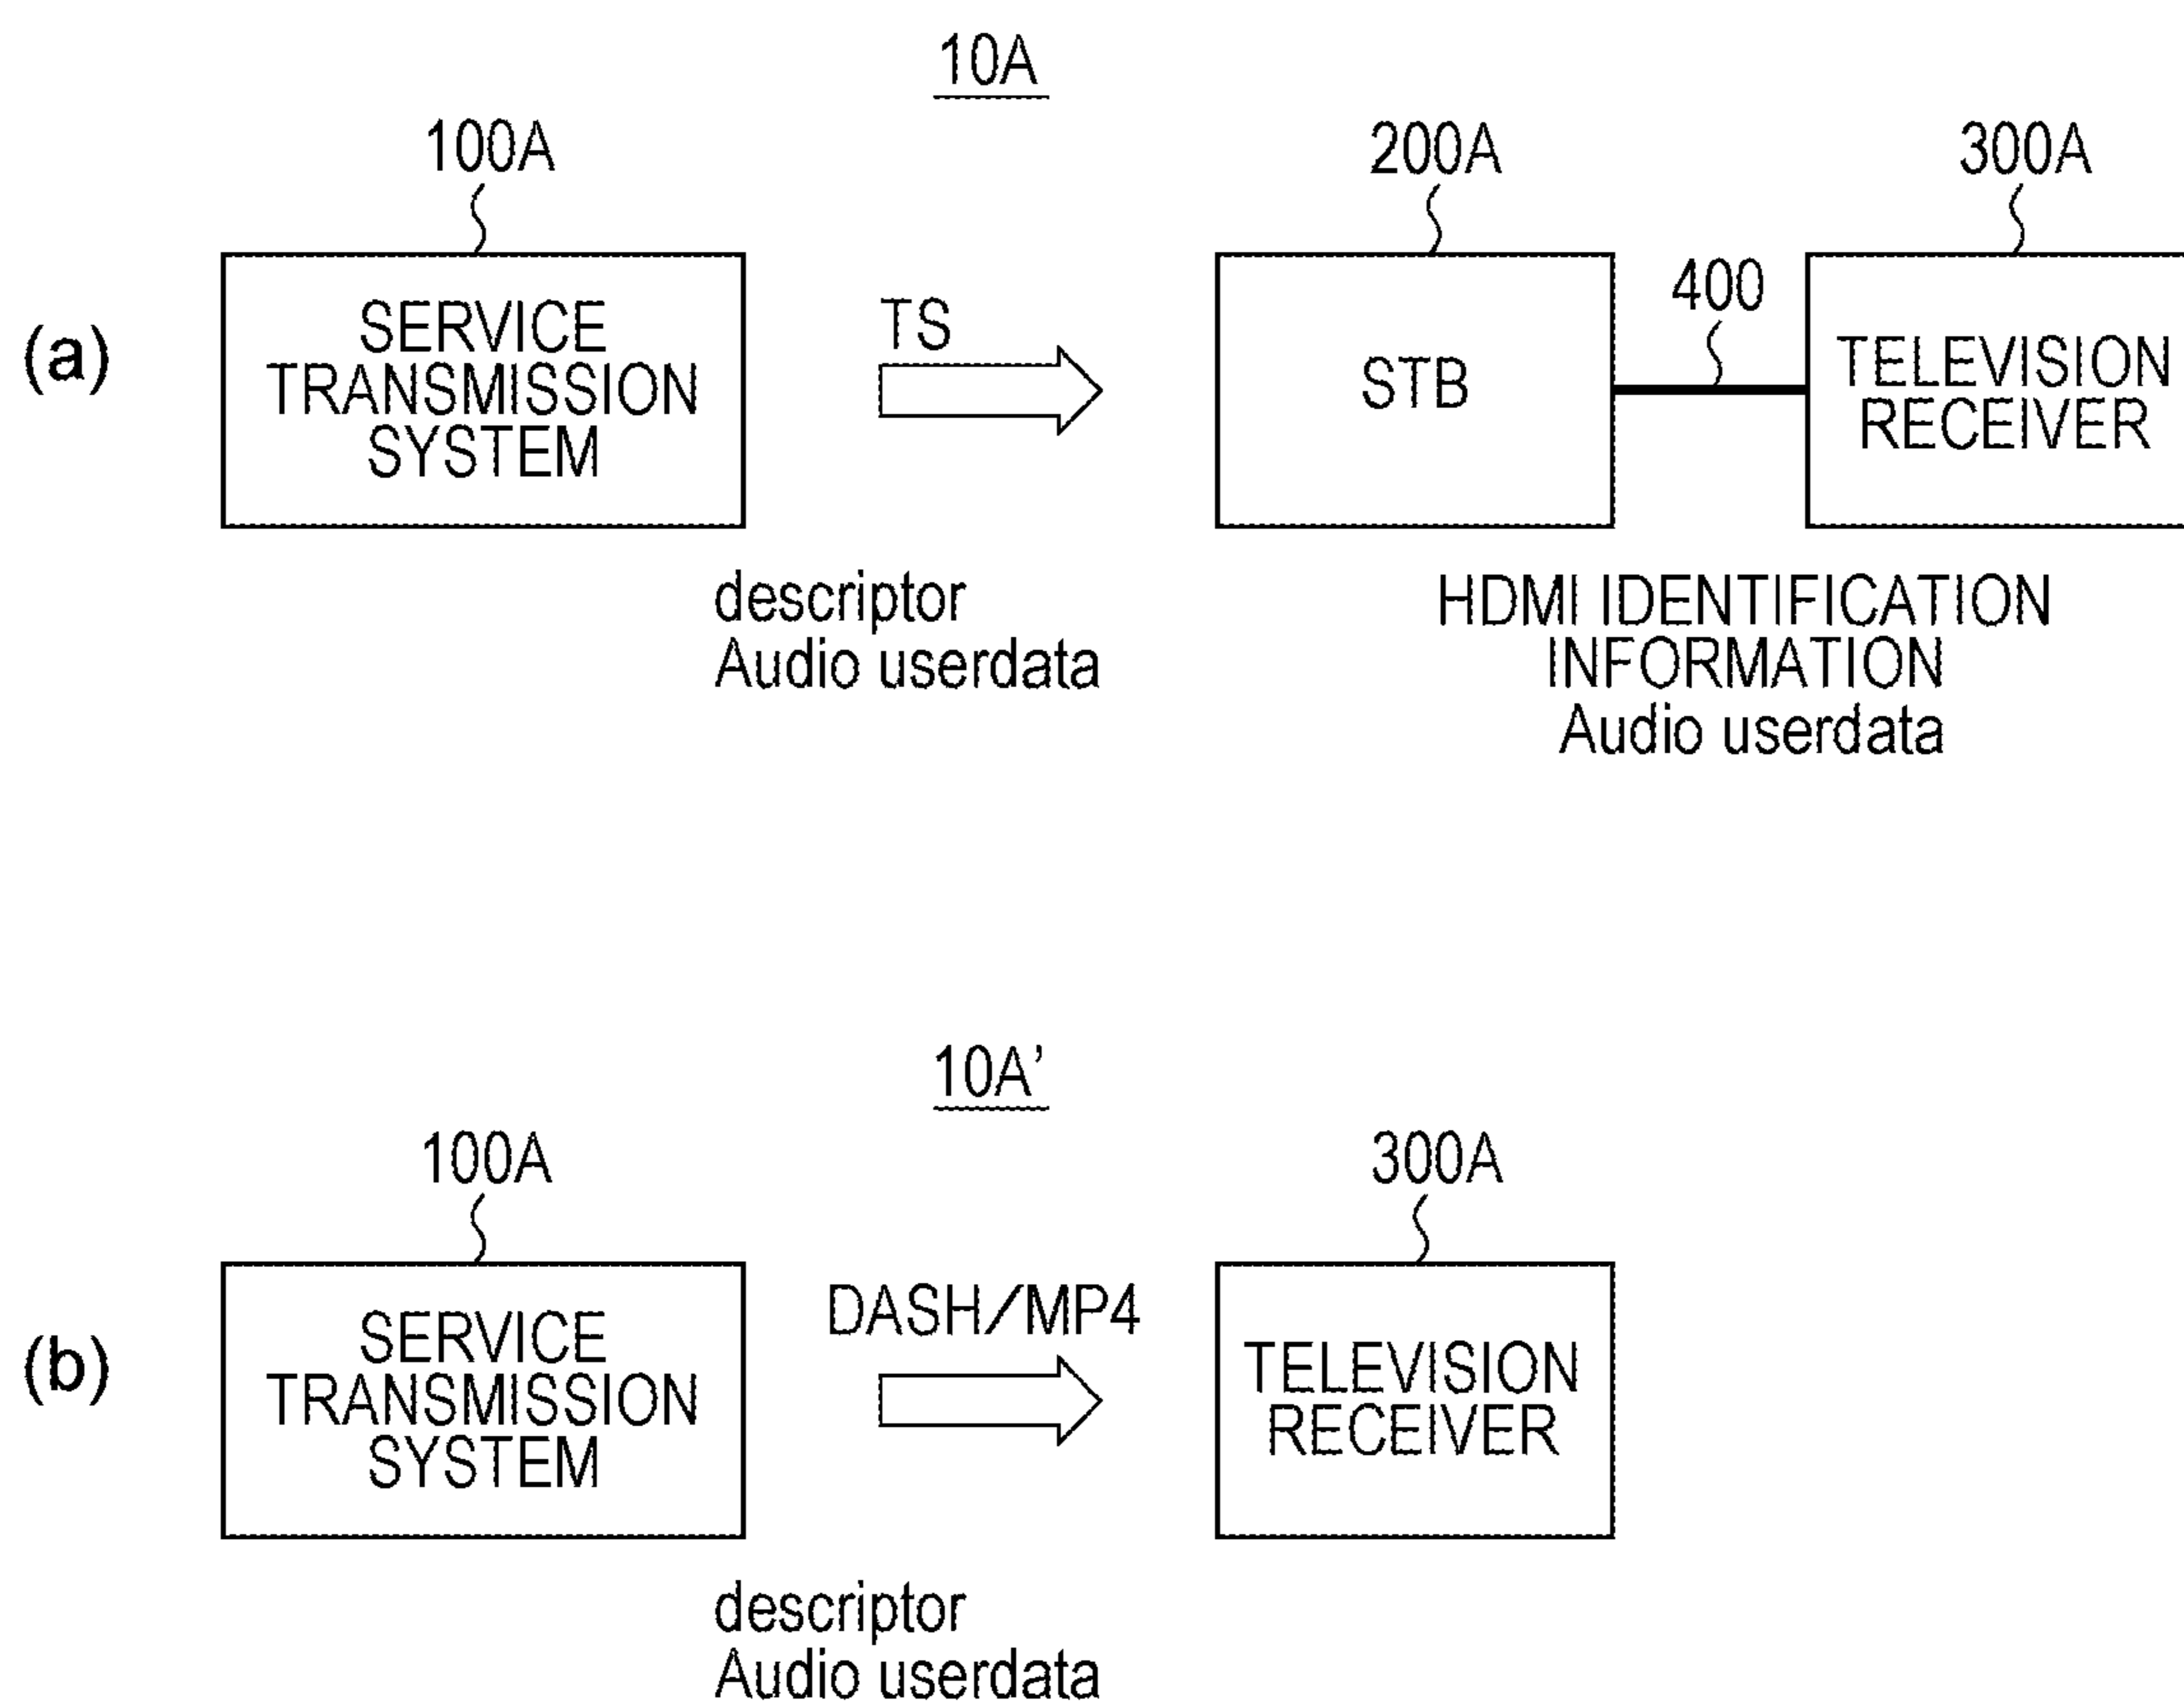 10A
100A
200A
300A
(a)
SERVICE
TRANSMISSION
SYSTEM
TS
STB
400
TELEVISION
RECEIVER
descriptor
Audio userdata
HDMI IDENTIFICATION
INFORMATION
Audio userdata
10A'
100A
300A
(b)
SERVICE
TRANSMISSION
SYSTEM
DASH/MP4
TELEVISION
RECEIVER
descriptor
Audio userdata